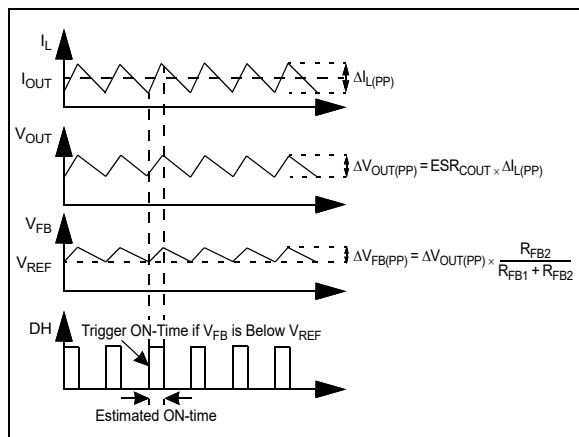 I_L
I_OUT
ΔI_L(PP)
V_OUT
ΔV_OUT(PP) = ESR_COUT × ΔI_L(PP)
V_FB
V_REF
ΔV_FB(PP) = ΔV_OUT(PP) × R_FB2 / R_FB1 + R_FB2
DH
Trigger ON-Time if V_FB is Below V_REF
Estimated ON-time